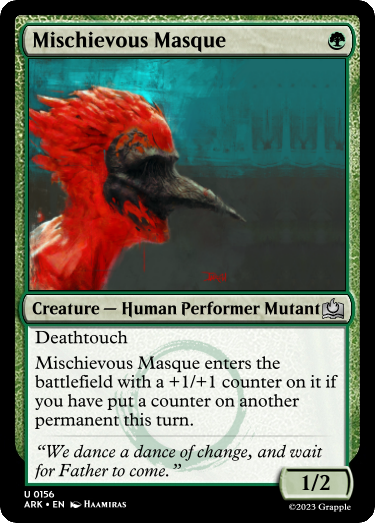 Mischievous Masque
Creature — Human Performer Mutant
Deathtouch
Mischievous Masque enters the
battlefield with a +1/+1 counter on it if
you have put a counter on another
permanent this turn.
“We dance a dance of change, and wait
for Father to come.”
1/2
U 0156
ARK • EN HAAMIRAS
©2023 Grapple